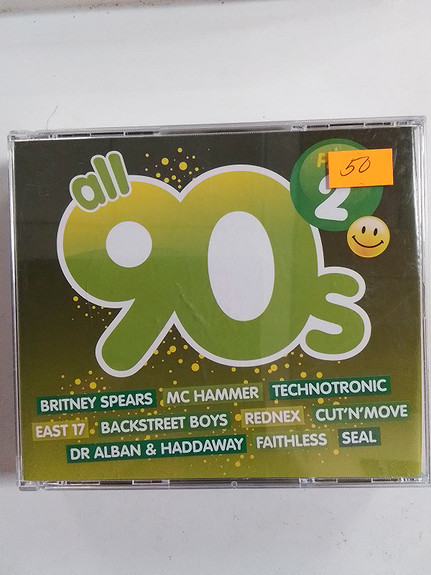 all
90s
50
2
BRITNEY SPEARS MC HAMMER TECHNOTRONIC
EAST 17 BACKSTREET BOYS REDNEX CUT'N'MOVE
DR ALBAN & HADDAWAY FAITHLESS SEAL